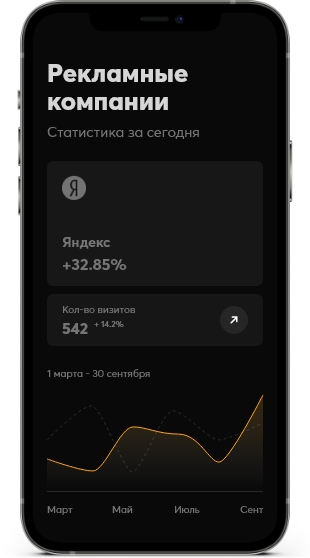 Рекламные
компании
Статистика за сегодня
Я
Яндекс
+32.85%
Кол-во визитов
542 + 14.2%
1 марта - 30 сентября
Март Май Июль Сент